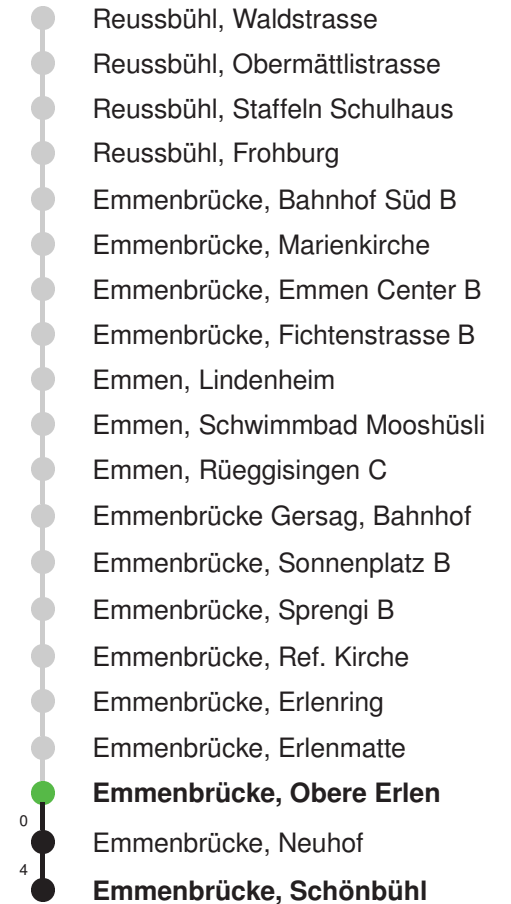 Reussbühl, Waldstrasse
Reussbühl, Obermättlistrasse
Reussbühl, Staffeln Schulhaus
Reussbühl, Frohburg
Emmenbrücke, Bahnhof Süd B
Emmenbrücke, Marienkirche
Emmenbrücke, Emmen Center B
Emmenbrücke, Fichtenstrasse B
Emmen, Lindenheim
Emmen, Schwimmbad Mooshüsli
Emmen, Rüeggisingen C
Emmenbrücke Gersag, Bahnhof
Emmenbrücke, Sonnenplatz B
Emmenbrücke, Sprengi B
Emmenbrücke, Ref. Kirche
Emmenbrücke, Erlenring
Emmenbrücke, Erlenmatte
Emmenbrücke, Obere Erlen
0
Emmenbrücke, Neuhof
4
Emmenbrücke, Schönbühl